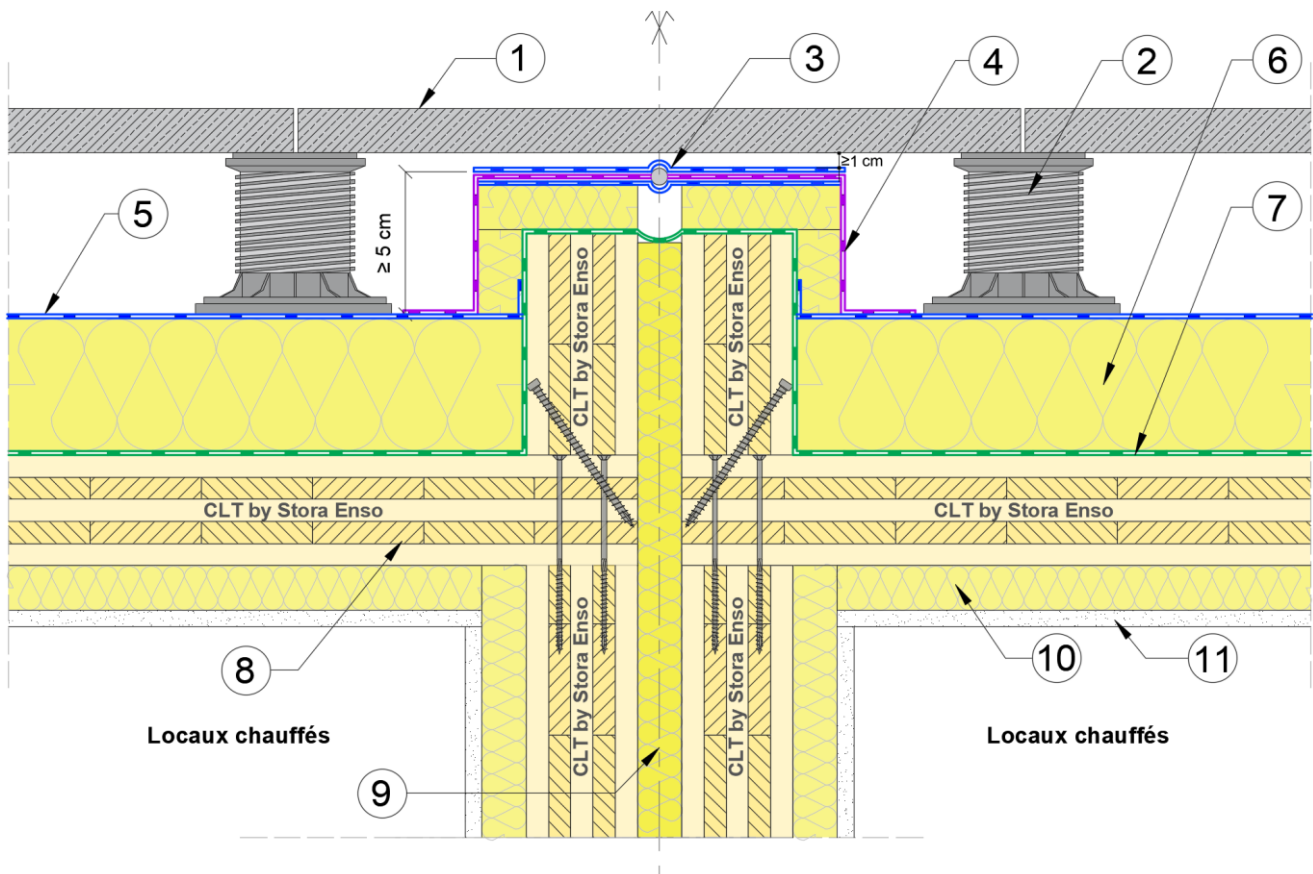 1
3
4
2
6
≥1 cm
5
≥ 5 cm
7
CLT by Stora Enso
CLT by Stora Enso
CLT by Stora Enso
CLT by Stora Enso
8
CLT by Stora Enso
CLT by Stora Enso
10
11
Locaux chauffés
Locaux chauffés
9